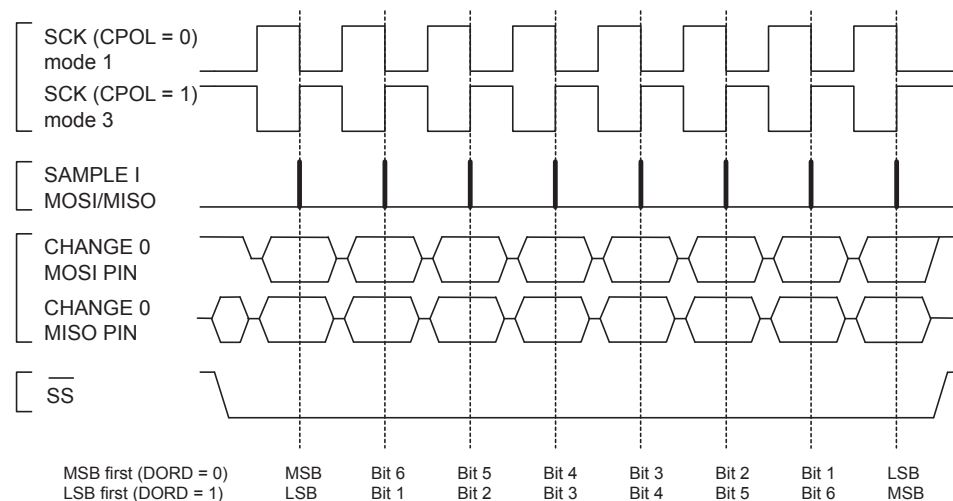 SCK (CPOL = 0)
mode 1
SCK (CPOL = 1)
mode 3
SAMPLE I
MOSI/MISO
CHANGE 0
MOSI PIN
CHANGE 0
MISO PIN
SS
MSB first (DORD = 0) MSB Bit 6 Bit 5 Bit 4 Bit 3 Bit 2 Bit 1 LSB
LSB first (DORD = 1) LSB Bit 1 Bit 2 Bit 3 Bit 4 Bit 5 Bit 6 MSB